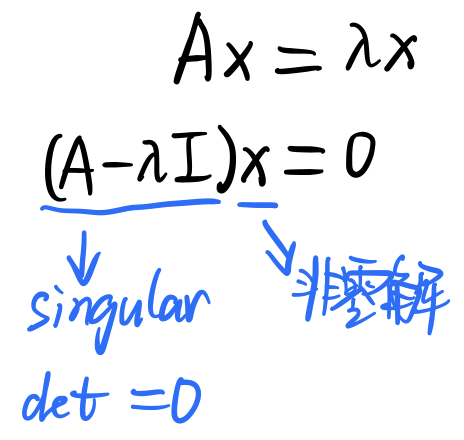 Ax = λx
(A-λI)x = 0
singular
非零解
det = 0